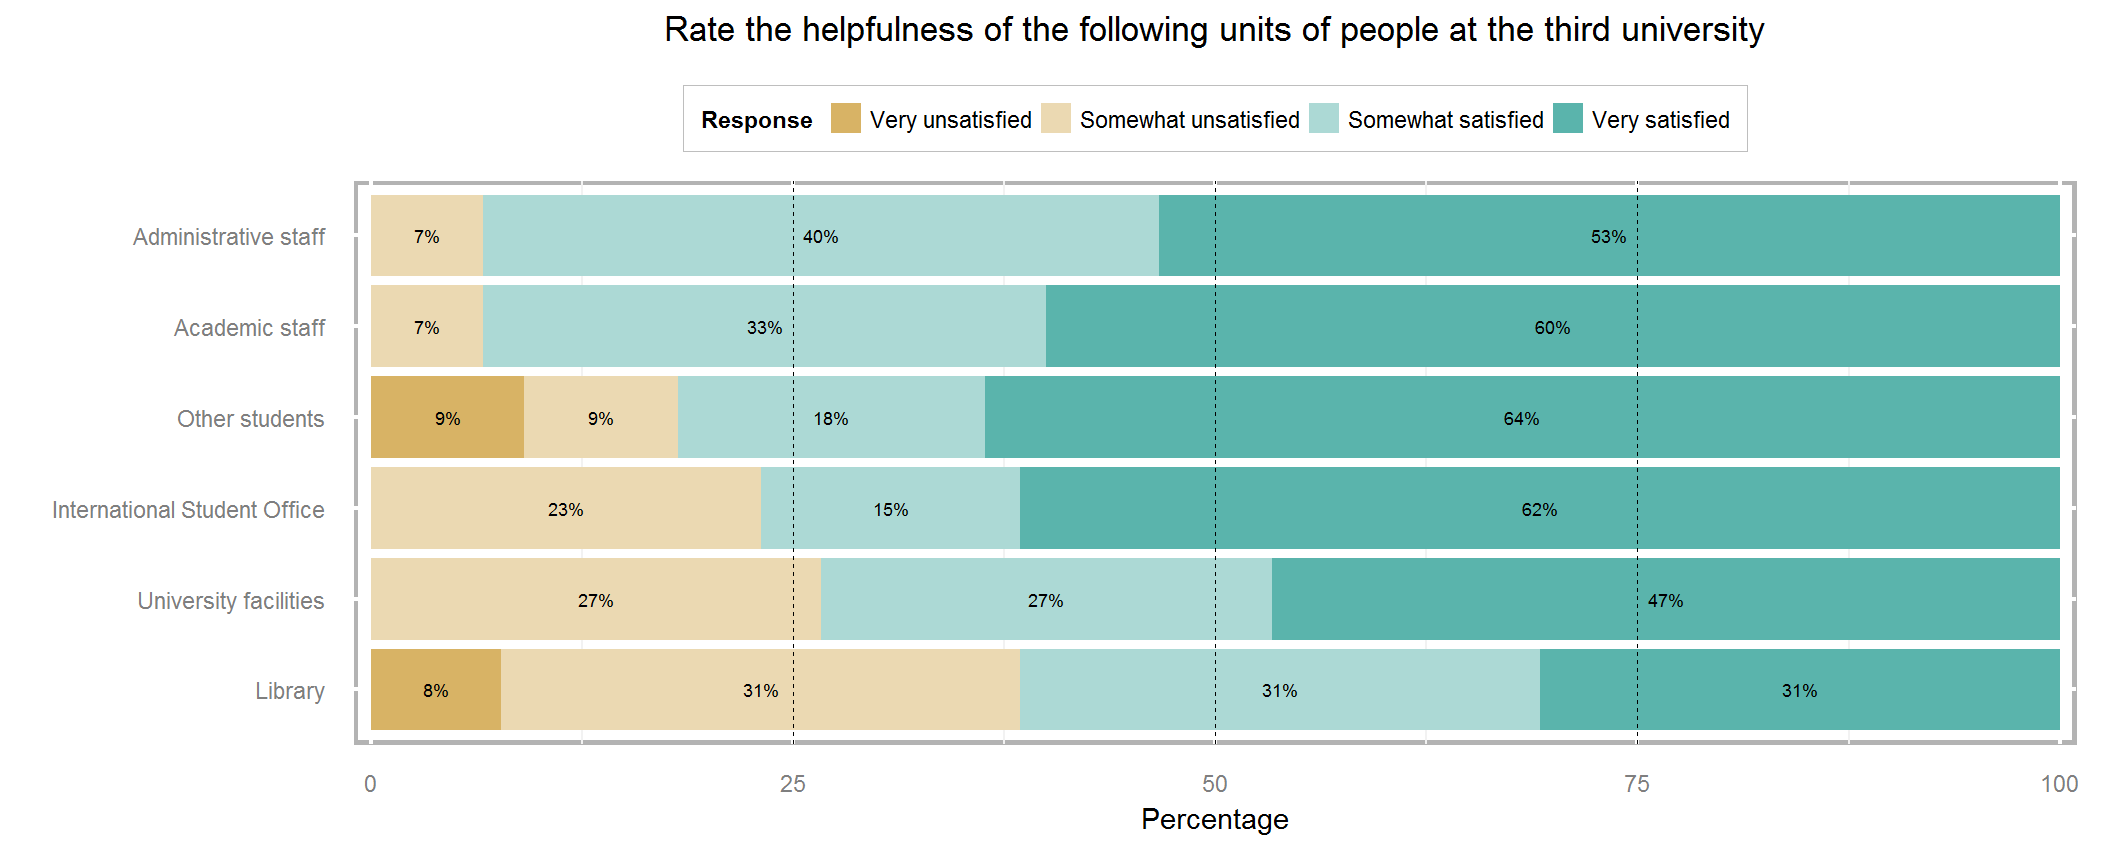 Rate the helpfulness of the following units of people at the third university
Response Very unsatisfied Somewhat unsatisfied Somewhat satisfied Very satisfied
Administrative staff 7% 40% 53%
Academic staff 7% 33% 60%
Other students 9% 9% 18% 64%
International Student Office 23% 15% 62%
University facilities 27% 27% 47%
Library 8% 31% 31% 31%
0 25 50 75 100
Percentage